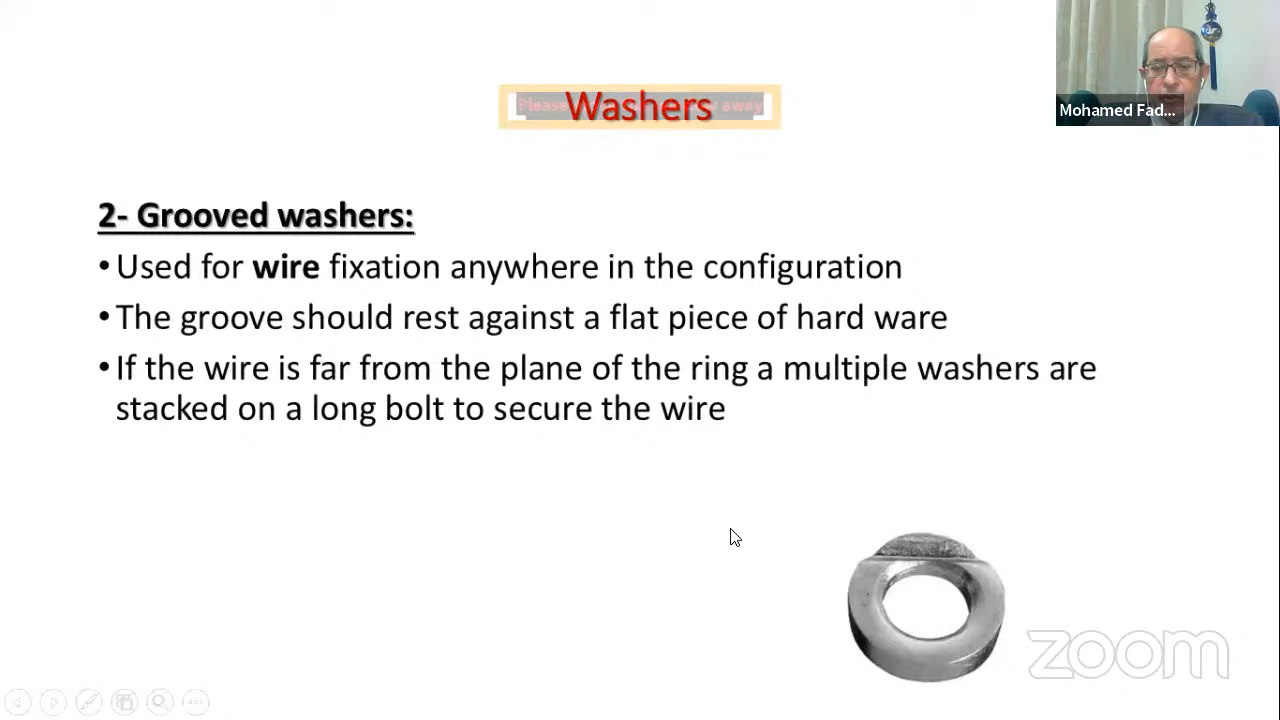 Please away
Washers
Mohamed Fad...
2- Grooved washers:
•Used for wire fixation anywhere in the configuration
•The groove should rest against a flat piece of hard ware
•If the wire is far from the plane of the ring a multiple washers are
stacked on a long bolt to secure the wire
zoom